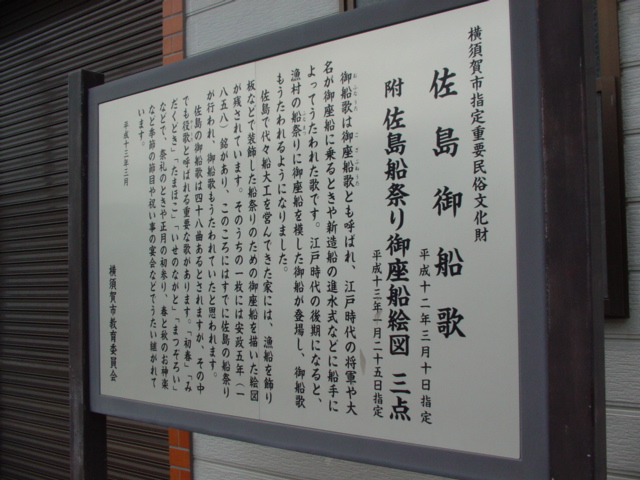 横須賀市指定重要民俗文化財
佐島御船歌
平成十二年三月十日指定
附 佐島船祭り御座船絵図 三点
平成十三年一月二十五日指定
御船歌は御座船歌とも呼ばれ、江戸時代の将軍や大
名が御座船に乗るときや新造船の進水式などに船手に
よってうたわれた歌です。江戸時代の後期になると、
漁村の船祭りに御座船を模した御船が登場し、御船歌
もうたわれるようになりました。
佐島で代々船大工を営んできた家には、漁船を飾り
板などで装飾した船祭りのための御座船を描いた絵図
が残されています。そのうちの一枚には安政五年(一
八五八)銘があり、このころにはすでに佐島の船祭り
が行われ、御船歌もうたわれていたと思われます。
佐島の御船歌は四十八曲あるとされますが、その中
でも役歌と呼ばれる重要な歌があります。「初春」「み
だくどき」「たまほこ」「いせのながと」「まつぞろい」
などで、祭礼のときや正月の初参り、春と秋のお神楽
など季節の節目や祝い事の宴会などでうたい継がれて
います。
平成十三年三月
横須賀市教育委員会